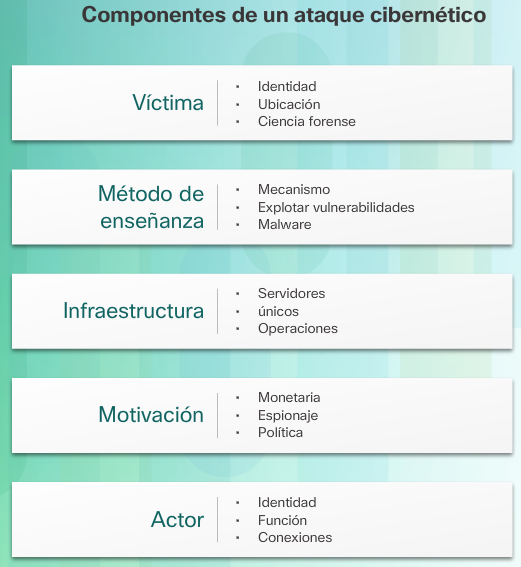 Componentes de un ataque cibernético
Víctima
▪ Identidad
▪ Ubicación
▪ Ciencia forense
Método de
enseñanza
▪ Mecanismo
▪ Explotar vulnerabilidades
▪ Malware
Infraestructura
▪ Servidores
▪ únicos
▪ Operaciones
Motivación
▪ Monetaria
▪ Espionaje
▪ Política
Actor
▪ Identidad
▪ Función
▪ Conexiones